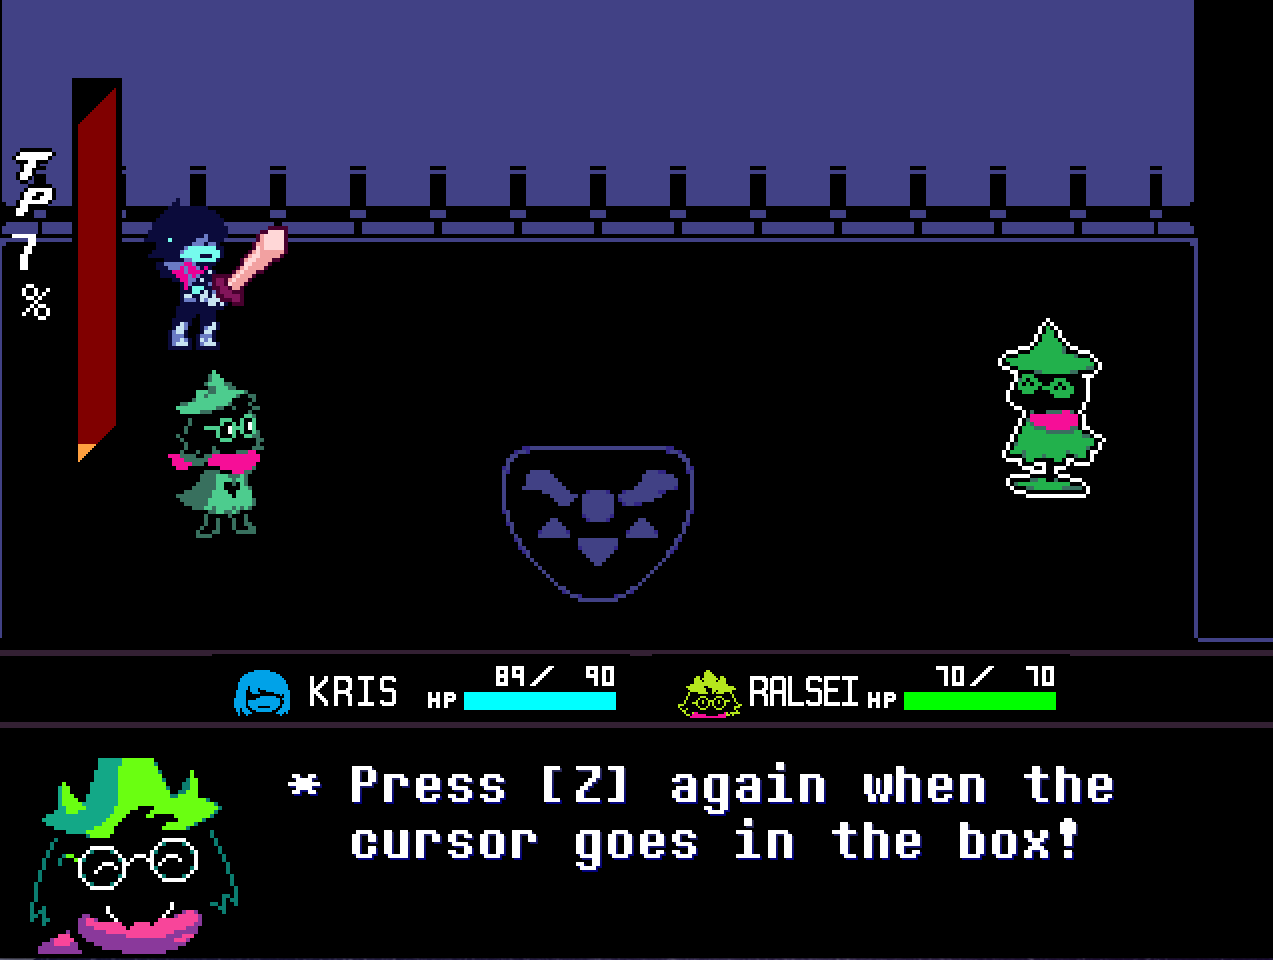 TP
7
%
KRIS HP 89/ 90 RALSEI HP 70/ 70
* Press [Z] again when the
cursor goes in the box!